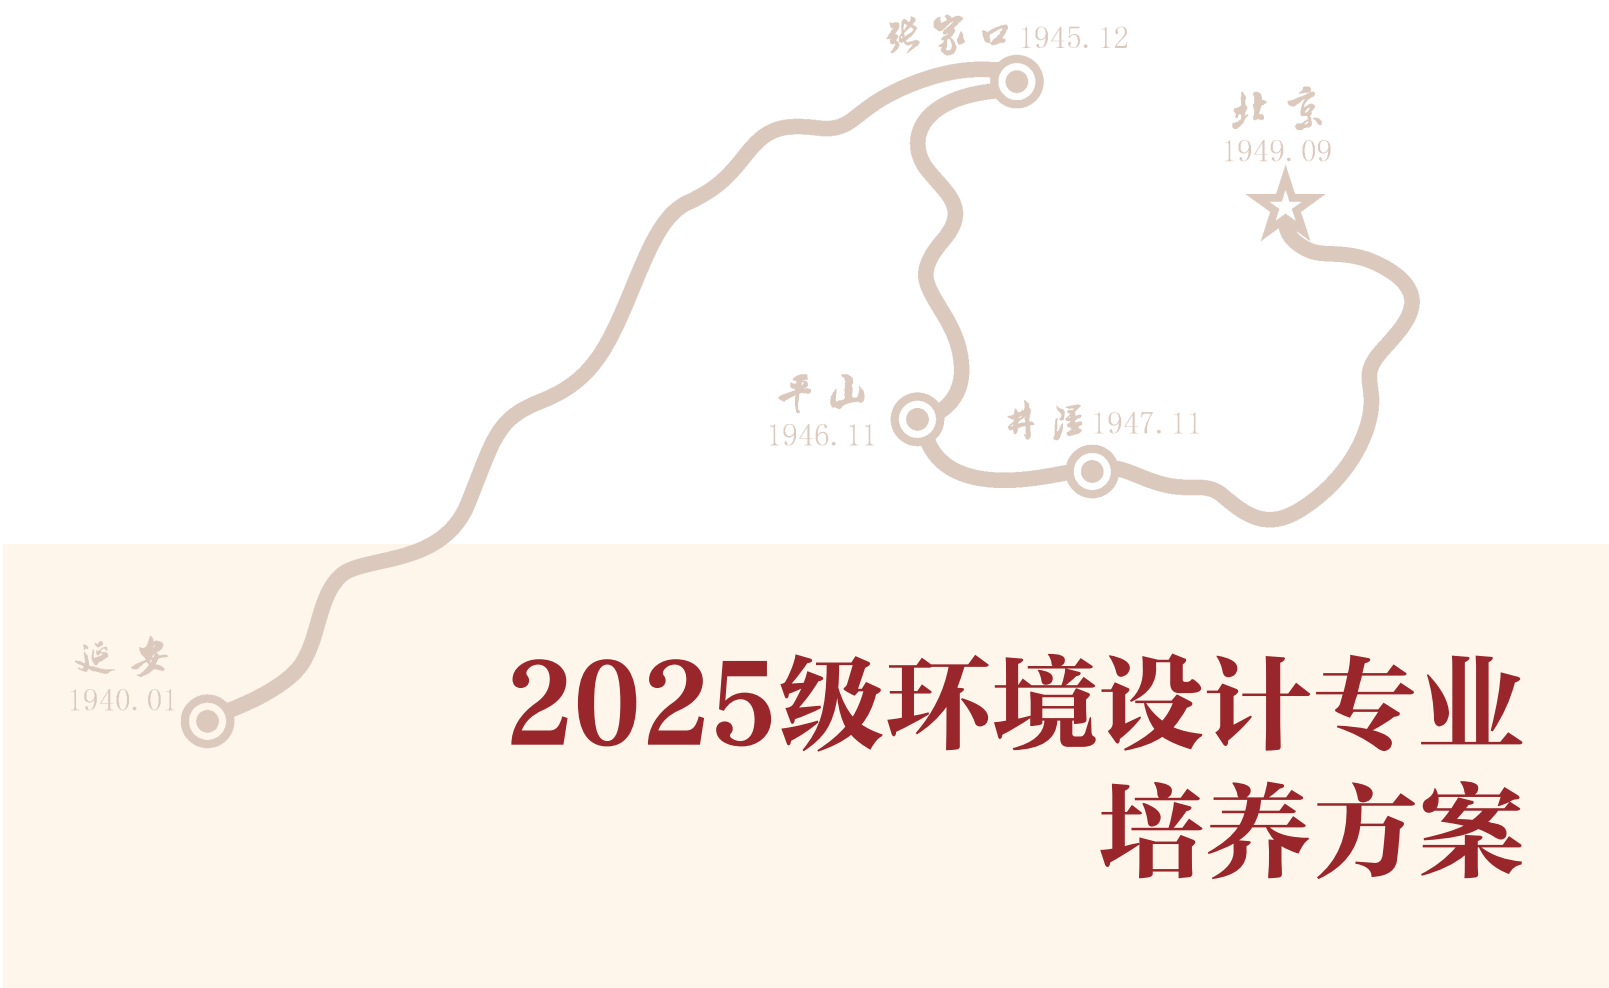 张家口 1945.12
北京
1949.09
平山
1946.11
井陉 1947.11
延安
1940.01
2025级环境设计专业
培养方案